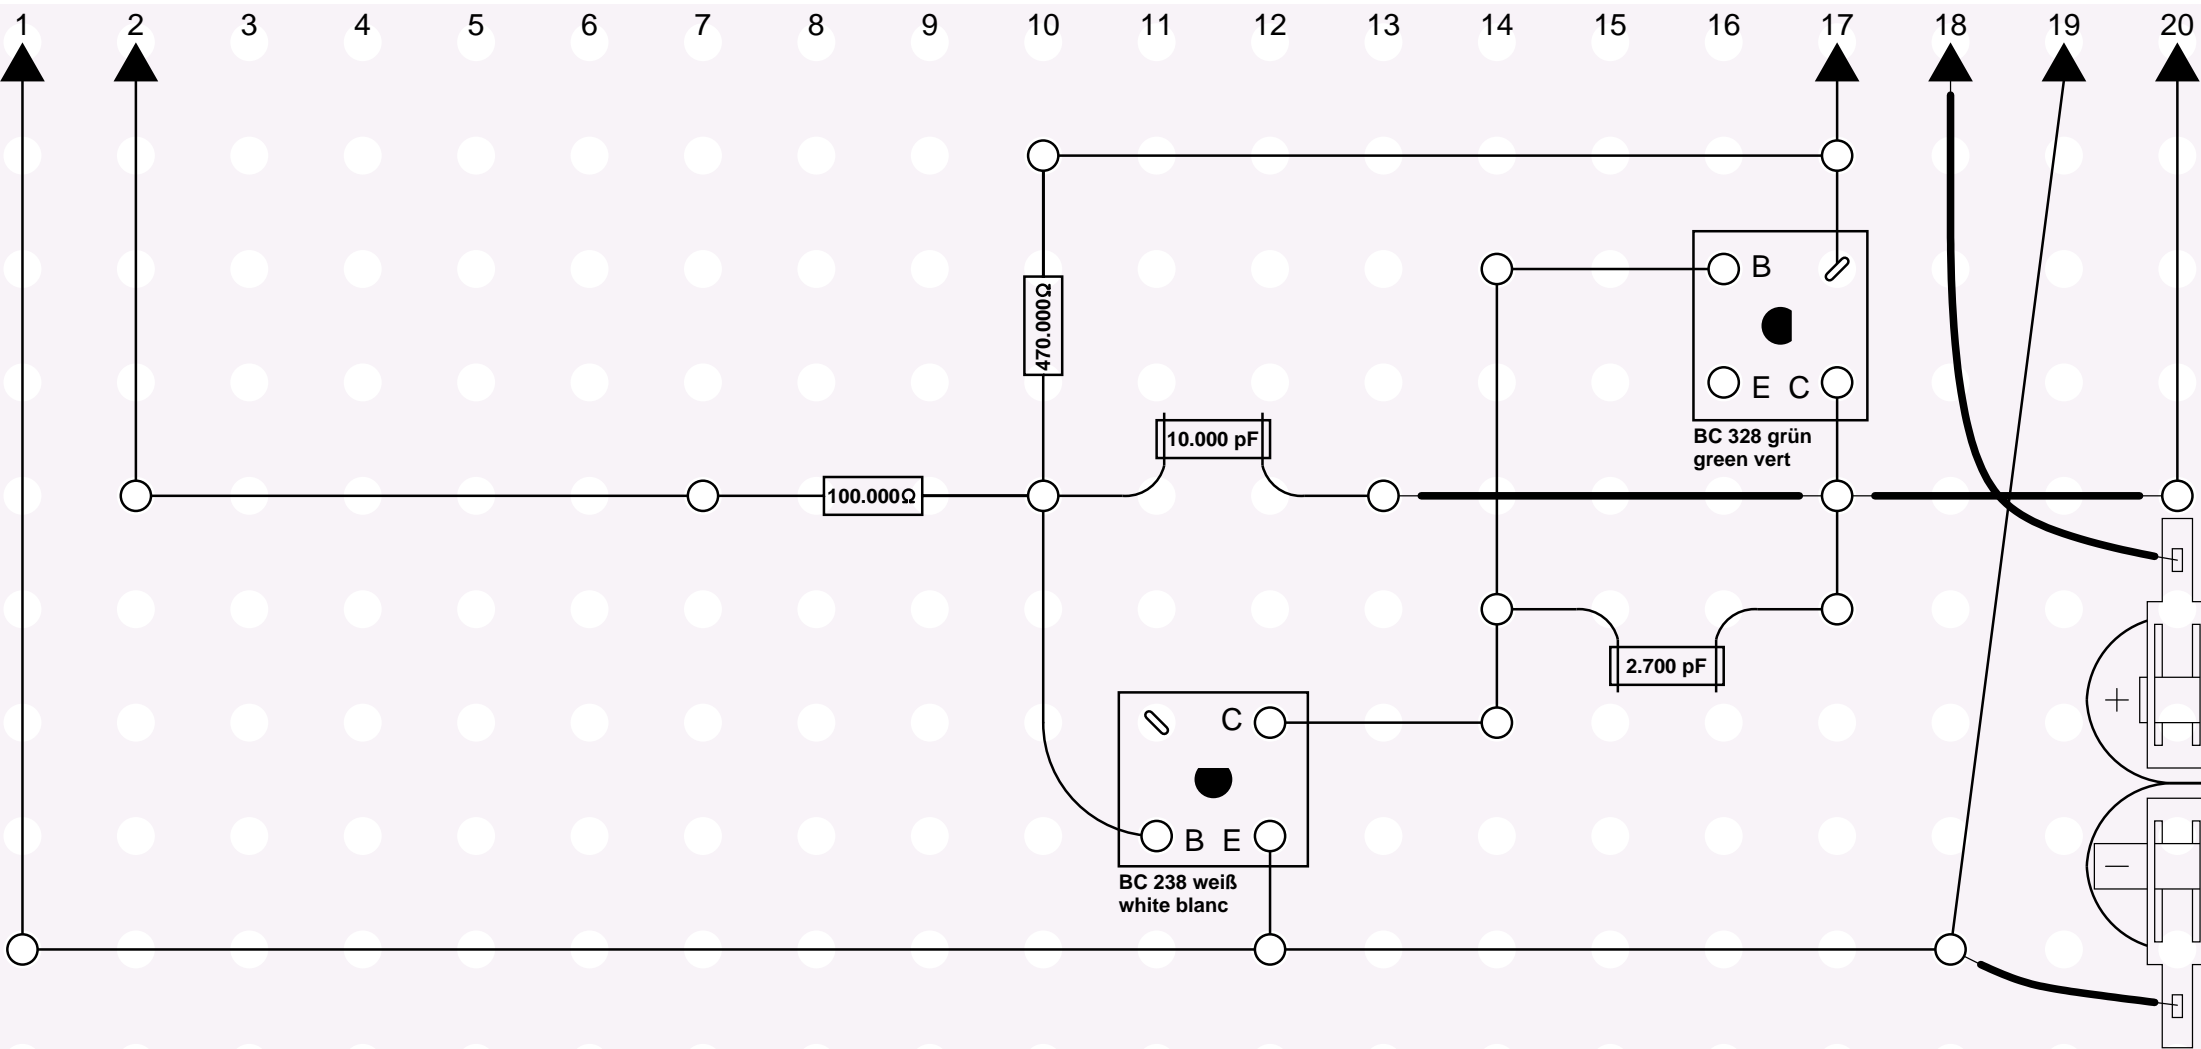 1 2 3 4 5 6 7 8 9 10 11 12 13 14 15 16 17 18 19 20
B
470.000Ω
E C
10.000 pF
BC 328 grün
green vert
100.000Ω
2.700 pF
+
C
B E
−
BC 238 weiß
white blanc